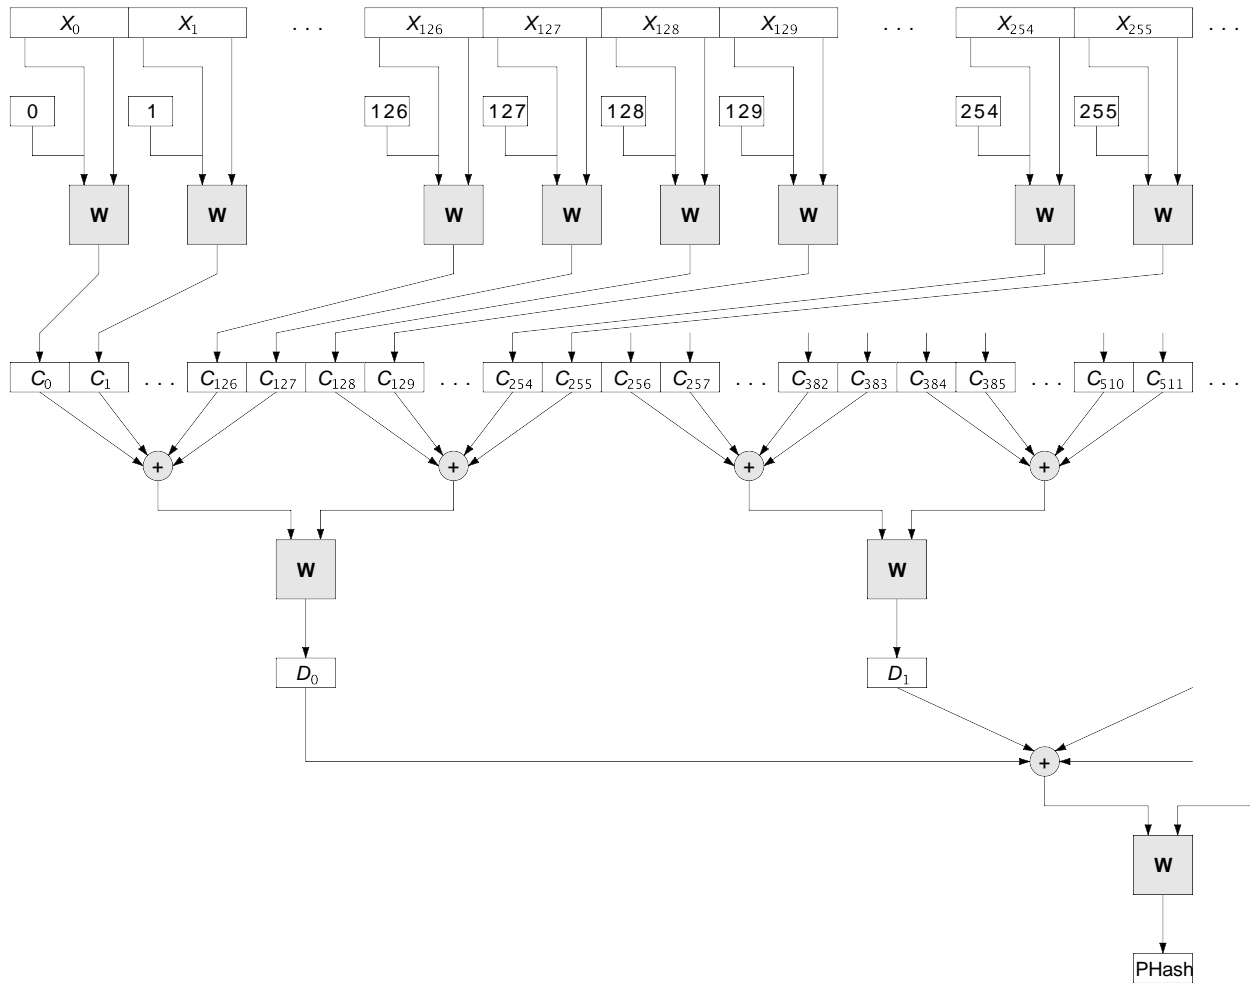 X₀ X₁ ... X₁₂₆ X₁₂₇ X₁₂₈ X₁₂₉ ... X₂₅₄ X₂₅₅ ...
0 1 126 127 128 129 254 255
W W W W W W W W
C₀ C₁ ... C₁₂₆ C₁₂₇ C₁₂₈ C₁₂₉ ... C₂₅₄ C₂₅₅ C₂₅₆ C₂₅₇ ... C₃₈₂ C₃₈₃ C₃₈₄ C₃₈₅ ... C₅₁₀ C₅₁₁ ...
+ + + +
W W
D₀ D₁
+
W
PHash